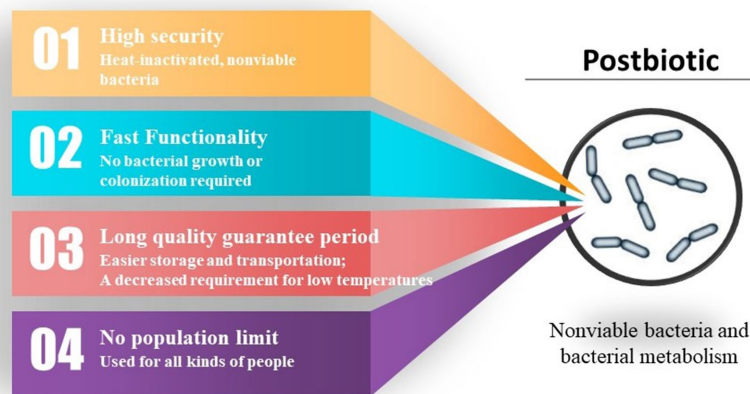 01
High security
Heat-inactivated, nonviable
bacteria
02
Fast Functionality
No bacterial growth or
colonization required
03
Long quality guarantee period
Easier storage and transportation;
A decreased requirement for low temperatures
04
No population limit
Used for all kinds of people
Postbiotic
Nonviable bacteria and
bacterial metabolism